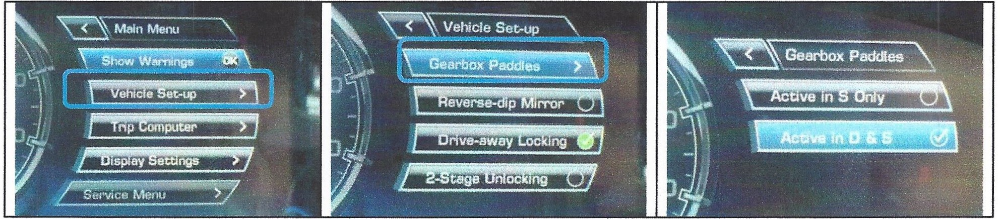 Main Menu
Show Warnings OK
Vehicle Set-up
Trip Computer
Display Settings
Service Menu
Vehicle Set-up
Gearbox Paddles
Reverse-dip Mirror
Drive-away Locking
2-Stage Unlocking
Gearbox Paddles
Active in S Only
Active in D & S